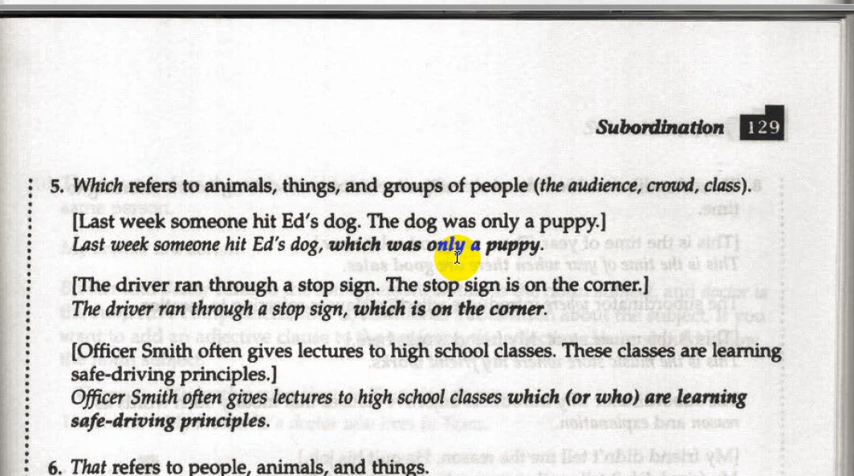 Subordination 129
5. Which refers to animals, things, and groups of people (the audience, crowd, class).
[Last week someone hit Ed's dog. The dog was only a puppy.]
Last week someone hit Ed's dog, which was only a puppy.
[The driver ran through a stop sign. The stop sign is on the corner.]
The driver ran through a stop sign, which is on the corner.
[Officer Smith often gives lectures to high school classes. These classes are learning
safe-driving principles.]
Officer Smith often gives lectures to high school classes which (or who) are learning
safe-driving principles.
6. That refers to people, animals, and things.